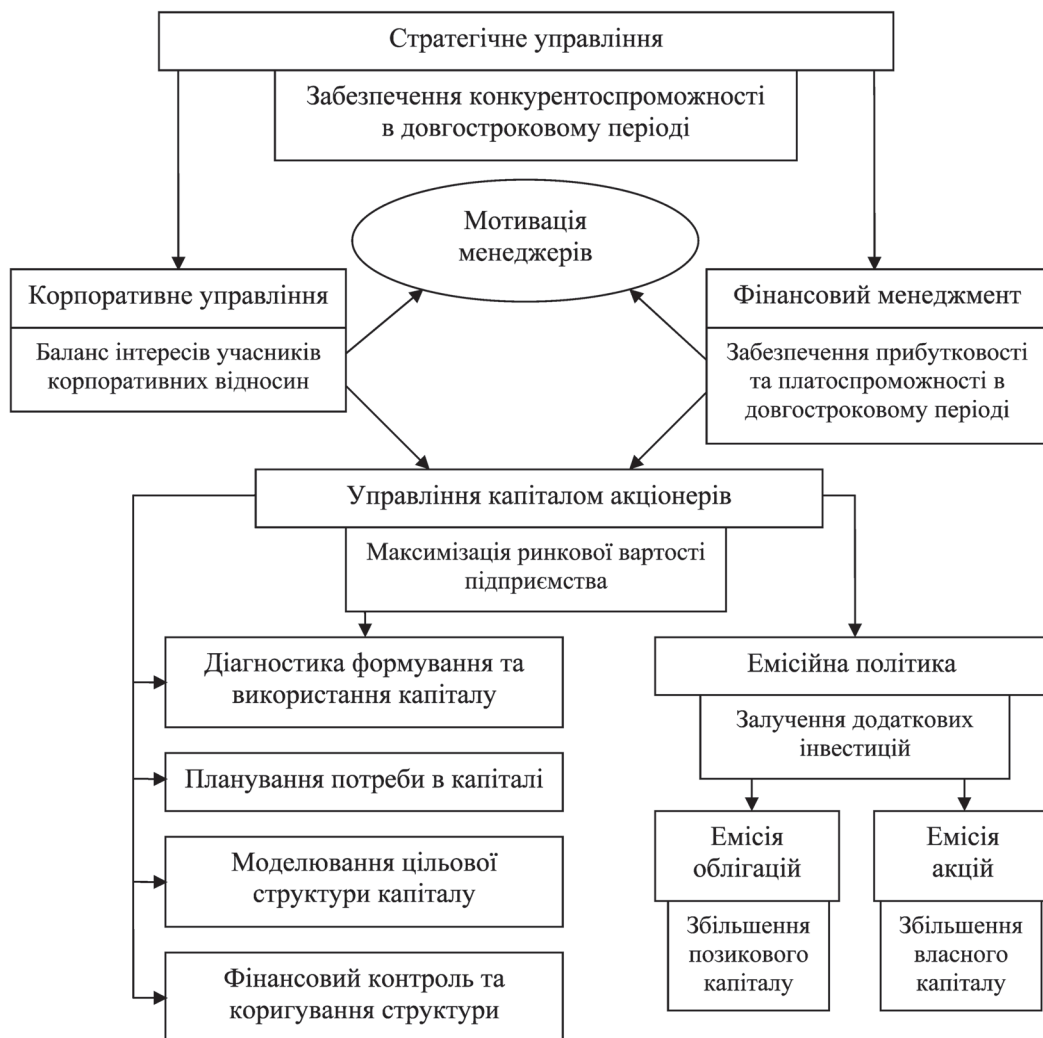 Стратегічне управління
Забезпечення конкурентоспроможності
в довгостроковому періоді
Мотивація
менеджерів
Корпоративне управління
Баланс інтересів учасників
корпоративних відносин
Фінансовий менеджмент
Забезпечення прибутковості
та платоспроможності в
довгостроковому періоді
Управління капіталом акціонерів
Максимізація ринкової вартості
підприємства
Діагностика формування та
використання капіталу
Планування потреби в капіталі
Моделювання цільової
структури капіталу
Фінансовий контроль та
коригування структури
Емісійна політика
Залучення додаткових
інвестицій
Емісія
облігацій
Збільшення
позикового
капіталу
Емісія
акцій
Збільшення
власного
капіталу